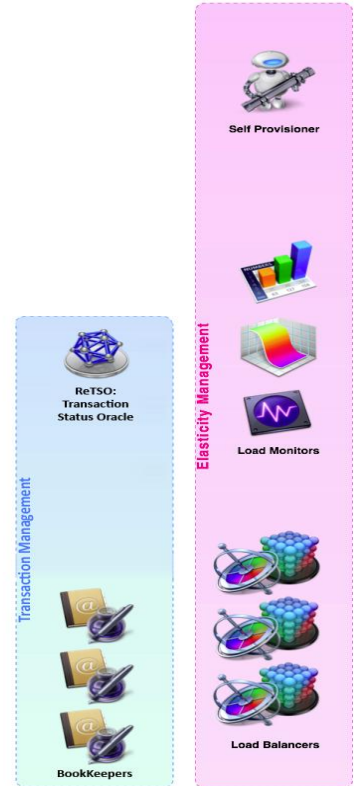 Self Provisioner
Elasticity Management
Load Monitors
Load Balancers
ReTSO:
Transaction
Status Oracle
Transaction Management
@
@
@
BookKeepers